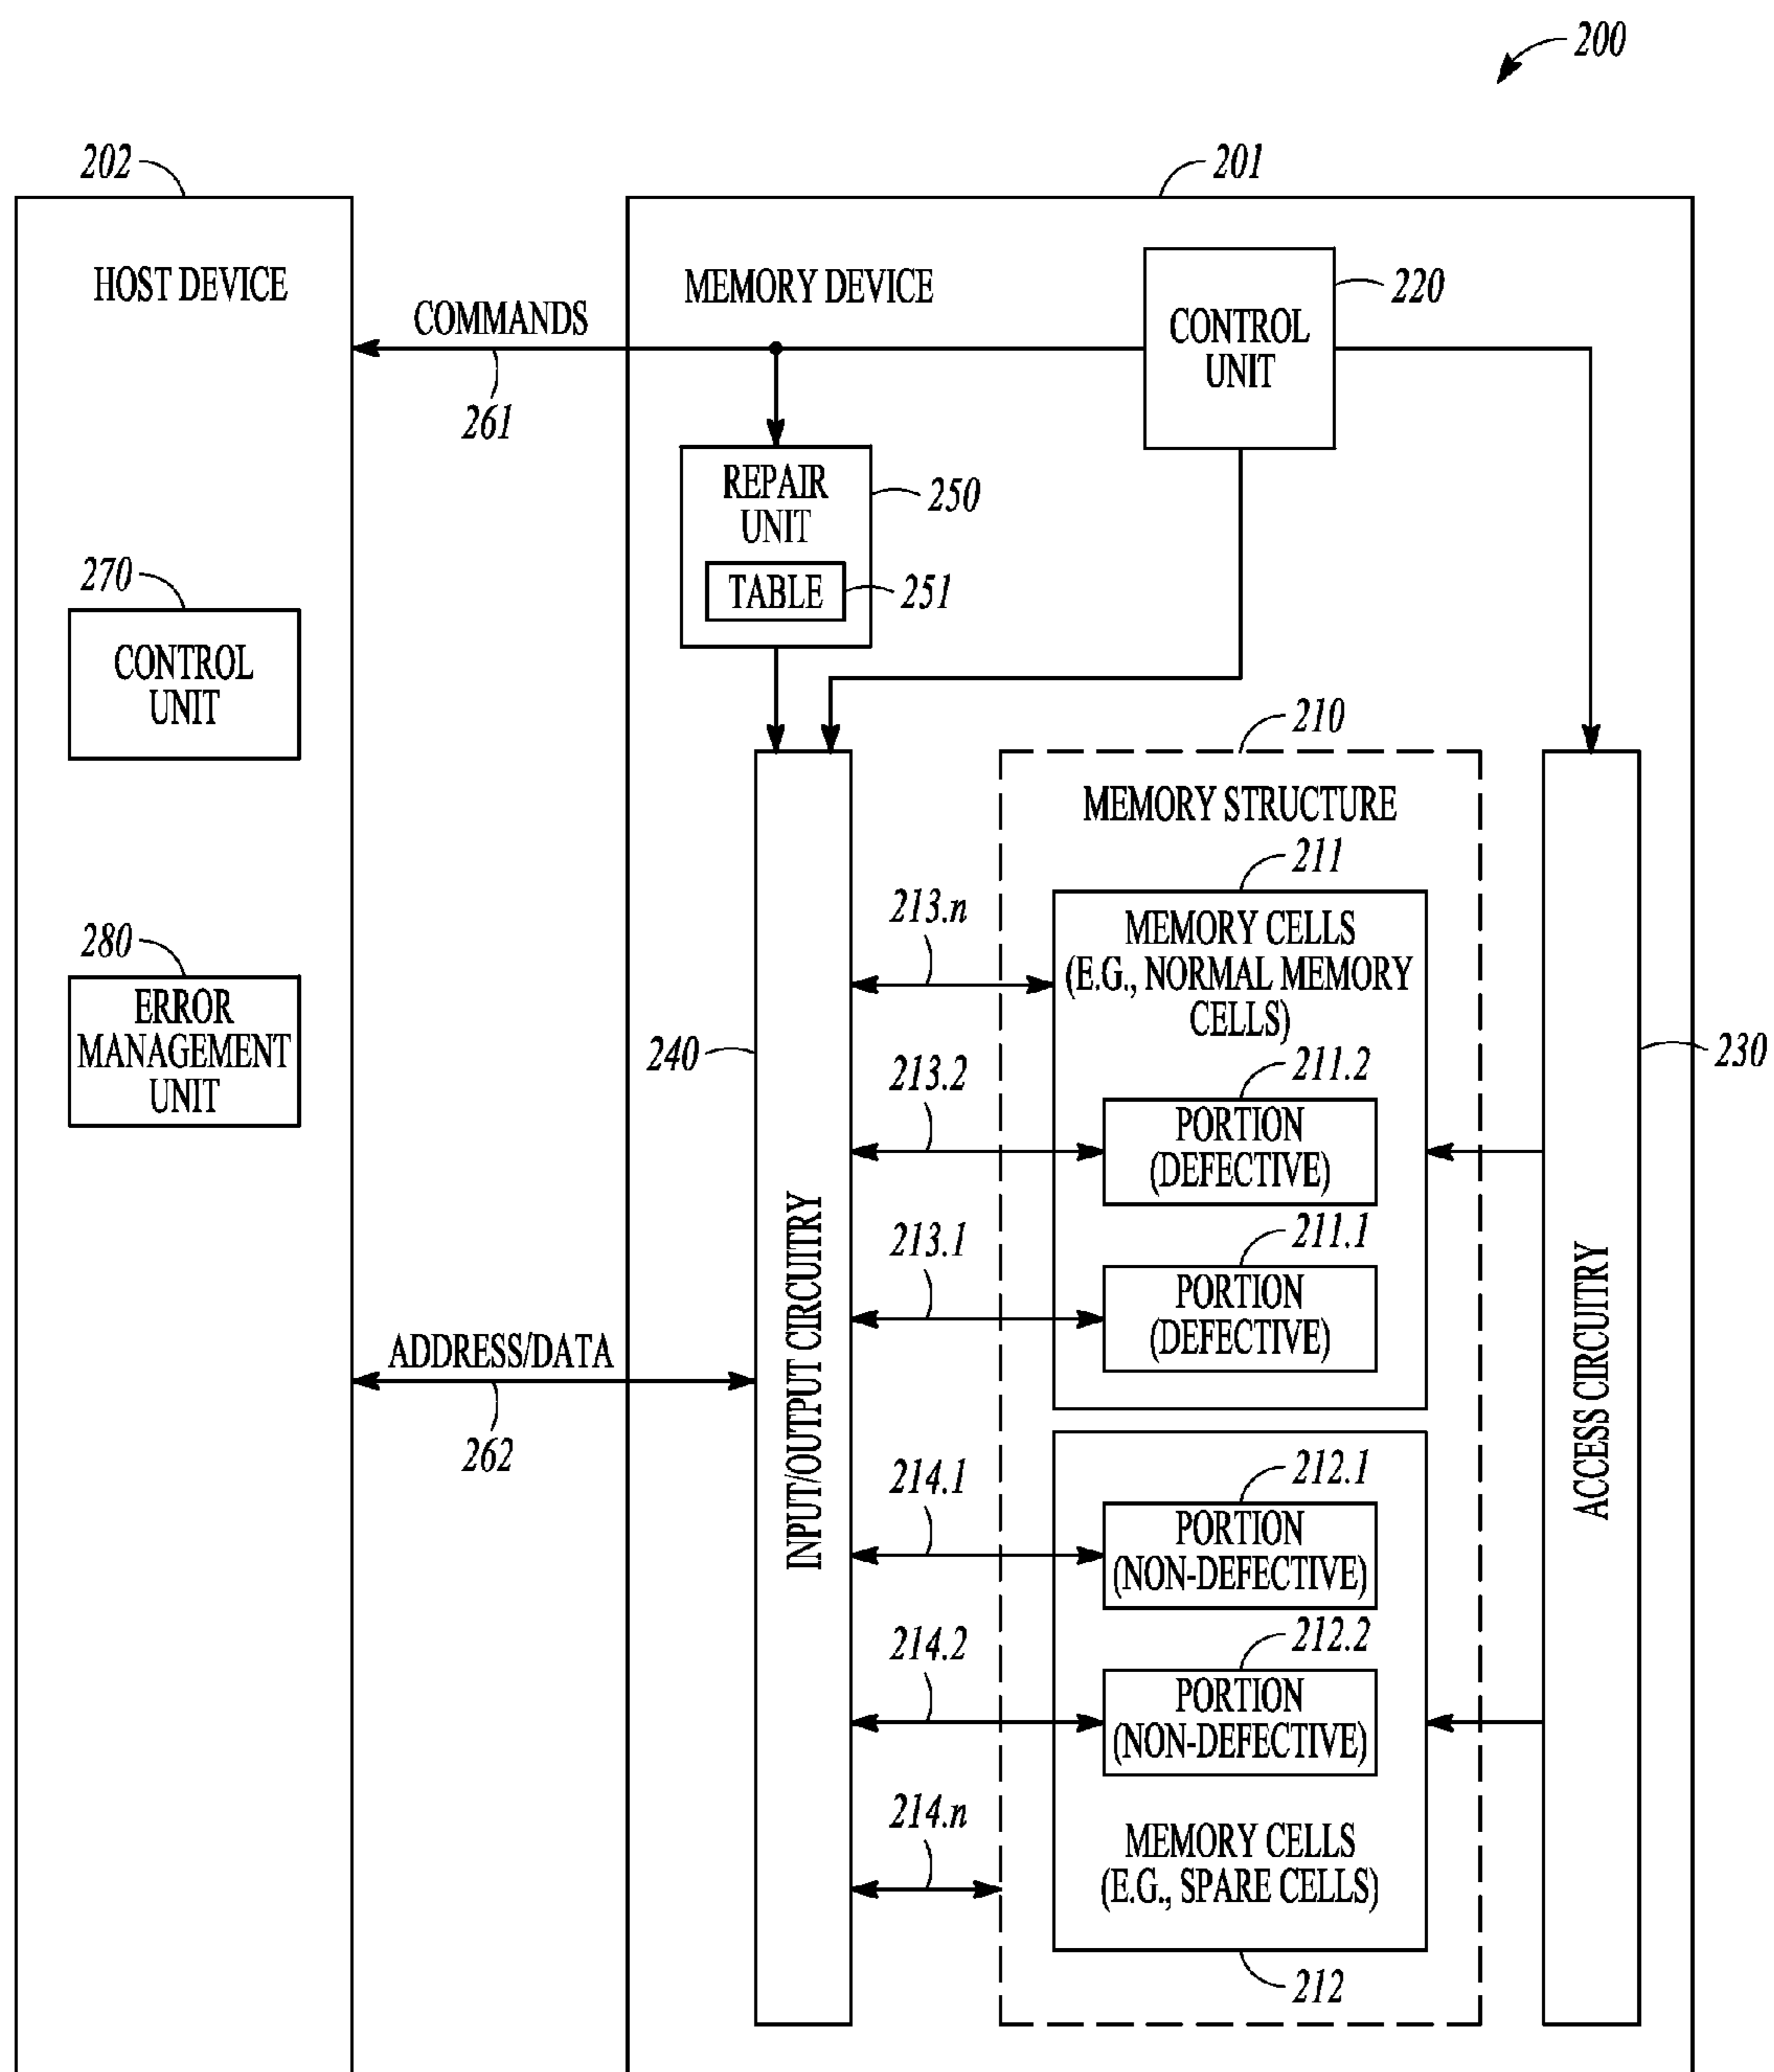 200
202
201
HOST DEVICE
MEMORY DEVICE
220
CONTROL
UNIT
COMMANDS
261
REPAIR
UNIT
250
TABLE
251
270
CONTROL
UNIT
210
MEMORY STRUCTURE
211
213.n
MEMORY CELLS
(E.G., NORMAL MEMORY
CELLS)
280
ERROR
MANAGEMENT
UNIT
240
230
213.2
211.2
PORTION
(DEFECTIVE)
213.1
211.1
PORTION
(DEFECTIVE)
INPUT/OUTPUT CIRCUITRY
ACCESS CIRCUITRY
ADDRESS/DATA
262
214.1
212.1
PORTION
(NON-DEFECTIVE)
214.2
212.2
PORTION
(NON-DEFECTIVE)
214.n
MEMORY CELLS
(E.G., SPARE CELLS)
212